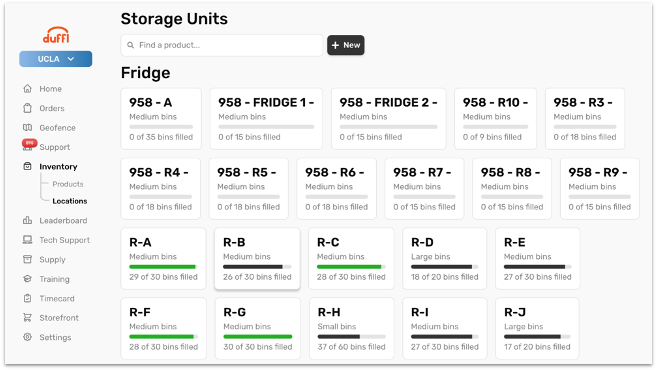 Storage Units
duffl
Find a product...
+ New
UCLA
Fridge
Home
Orders
Geofence
Support
Inventory
Products
Locations
Leaderboard
Tech Support
Supply
Training
Timecard
Storefront
Settings
958 - A
Medium bins
0 of 35 bins filled
958 - FRIDGE 1 -
Medium bins
0 of 15 bins filled
958 - FRIDGE 2 -
Medium bins
0 of 15 bins filled
958 - R10 -
Medium bins
0 of 9 bins filled
958 - R3 -
Medium bins
0 of 18 bins filled
958 - R4 -
Medium bins
0 of 18 bins filled
958 - R5 -
Medium bins
0 of 18 bins filled
958 - R6 -
Medium bins
0 of 18 bins filled
958 - R7 -
Medium bins
0 of 15 bins filled
958 - R8 -
Medium bins
0 of 15 bins filled
958 - R9 -
Medium bins
0 of 15 bins filled
R-A
Medium bins
29 of 30 bins filled
R-B
Medium bins
26 of 30 bins filled
R-C
Medium bins
28 of 30 bins filled
R-D
Large bins
18 of 20 bins filled
R-E
Medium bins
27 of 30 bins filled
R-F
Medium bins
28 of 30 bins filled
R-G
Medium bins
30 of 30 bins filled
R-H
Small bins
37 of 60 bins filled
R-I
Medium bins
27 of 30 bins filled
R-J
Large bins
17 of 20 bins filled